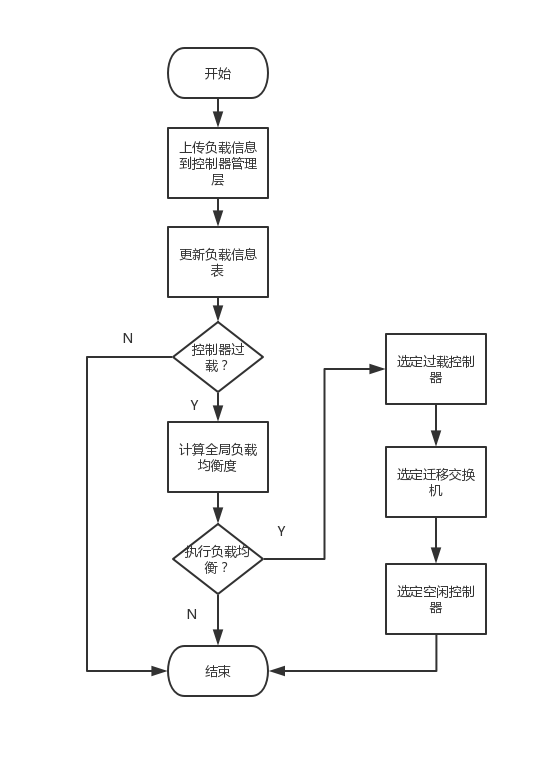 开始
上传负载信息
到控制器管理
层
更新负载信息
表
N
控制器过
载？
Y
计算全局负载
均衡度
执行负载均
衡？
Y
N
结束
选定过载控制
器
选定迁移交换
机
选定空闲控制
器